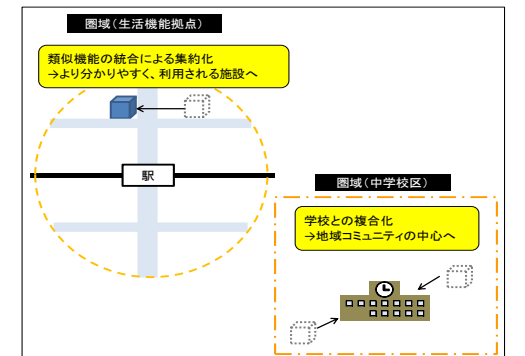 圏域（生活機能拠点）
類似機能の統合による集約化
→より分かりやすく、利用される施設へ
駅
圏域（中学校区）
学校との複合化
→地域コミュニティの中心へ